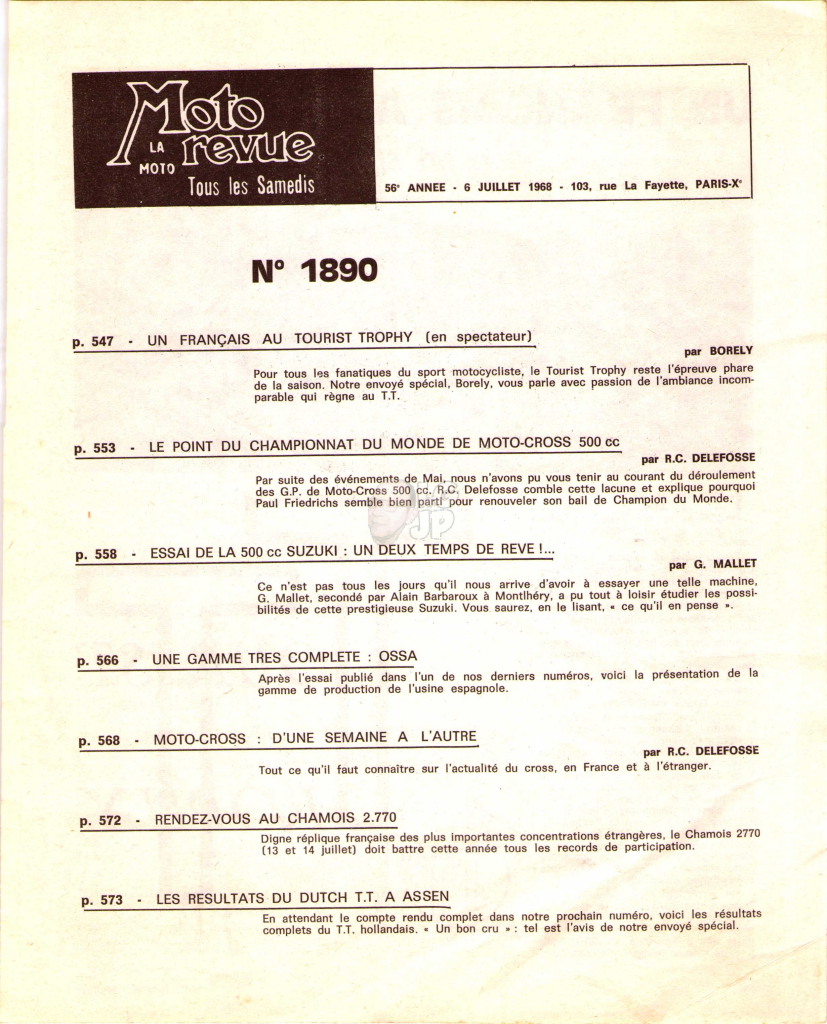 Moto
LA revue
MOTO
Tous les Samedis
56e ANNEE - 6 JUILLET 1968 - 103, rue La Fayette, PARIS-Xe
N° 1890
p. 547 - UN FRANÇAIS AU TOURIST TROPHY (en spectateur)
par BORELY
Pour tous les fanatiques du sport motocycliste, le Tourist Trophy reste l'épreuve phare
de la saison. Notre envoyé spécial, Borely, vous parle avec passion de l'ambiance incom-
parable qui règne au T.T.
p. 553 - LE POINT DU CHAMPIONNAT DU MONDE DE MOTO-CROSS 500 cc
par R.C. DELEFOSSE
Par suite des événements de Mai, nous n'avons pu vous tenir au courant du déroulement
des G.P. de Moto-Cross 500 cc. R.C. Delefosse comble cette lacune et explique pourquoi
Paul Friedrichs semble bien parti pour renouveler son bail de Champion du Monde.
JP
p. 558 - ESSAI DE LA 500 cc SUZUKI : UN DEUX TEMPS DE REVE !...
par G. MALLET
Ce n'est pas tous les jours qu'il nous arrive d'avoir à essayer une telle machine,
G. Mallet, secondé par Alain Barbaroux à Montlhéry, a pu tout à loisir étudier les possi-
bilités de cette prestigieuse Suzuki. Vous saurez, en le lisant, « ce qu'il en pense ».
p. 566 - UNE GAMME TRES COMPLETE : OSSA
Après l'essai publié dans l'un de nos derniers numéros, voici la présentation de la
gamme de production de l'usine espagnole.
p. 568 - MOTO-CROSS : D'UNE SEMAINE A L'AUTRE
par R.C. DELEFOSSE
Tout ce qu'il faut connaître sur l'actualité du cross, en France et à l'étranger.
p. 572 - RENDEZ-VOUS AU CHAMOIS 2.770
Digne réplique française des plus importantes concentrations étrangères, le Chamois 2770
(13 et 14 juillet) doit battre cette année tous les records de participation.
p. 573 - LES RESULTATS DU DUTCH T.T. A ASSEN
En attendant le compte rendu complet dans notre prochain numéro, voici les résultats
complets du T.T. hollandais. « Un bon cru » : tel est l'avis de notre envoyé spécial.